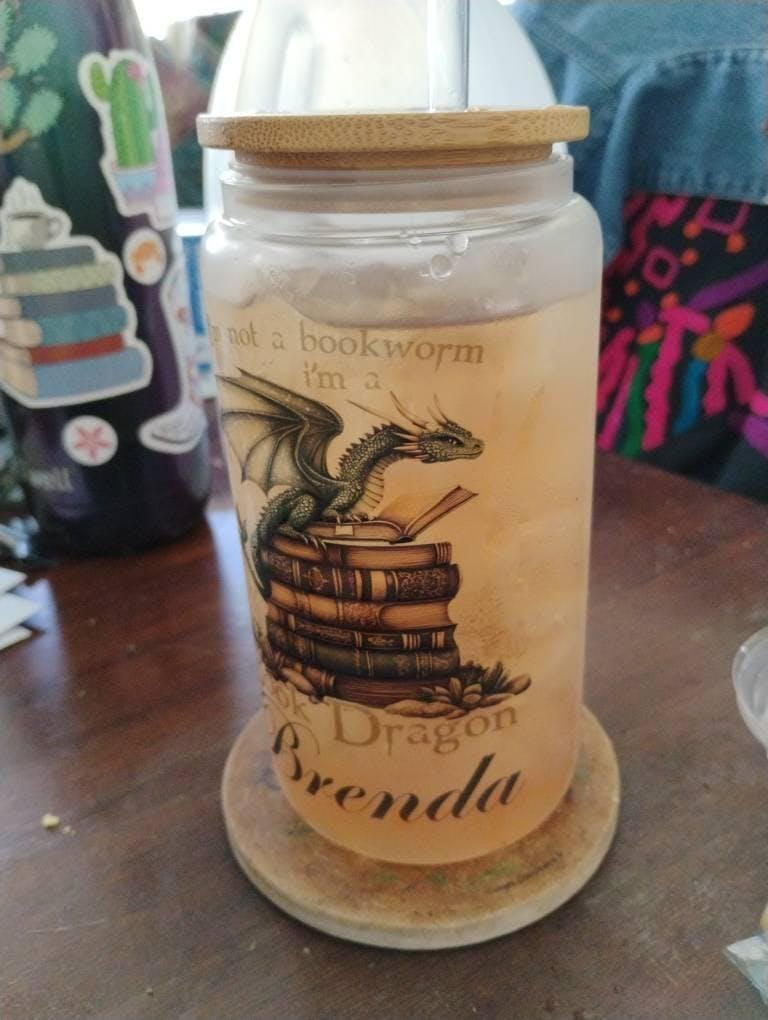 not a bookworm
i'm a
Dragon
Brenda